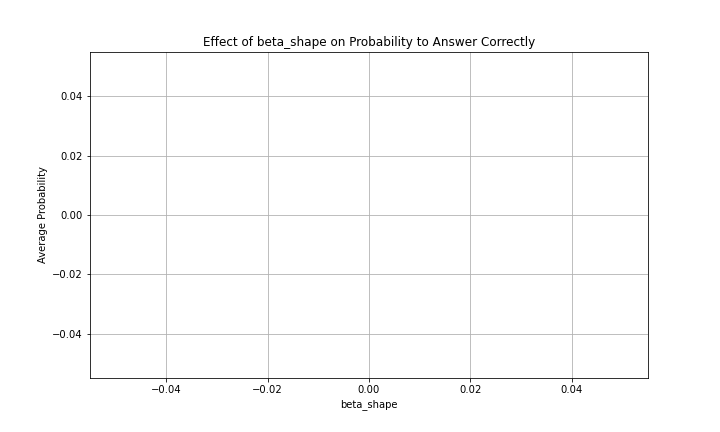 Effect of beta_shape on Probability to Answer Correctly
0.04
0.02
0.00
−0.02
−0.04
Average Probability
−0.04 −0.02 0.00 0.02 0.04
beta_shape